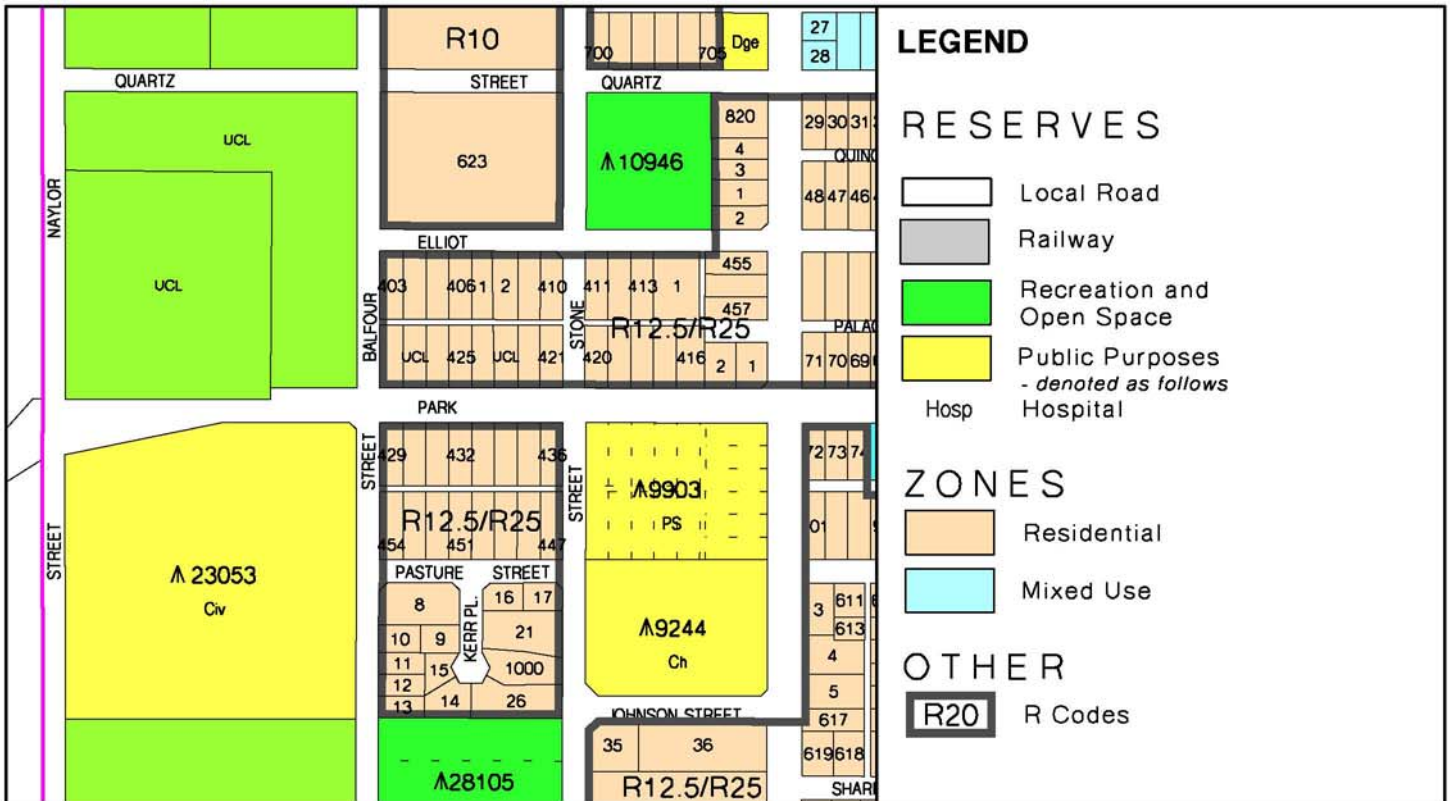 R10
700
705
Dge
27
28
QUARTZ
STREET
QUARTZ
UCL
623
10946
820
4
3
1
2
29
30
31
48
47
46
NAYLOR
ELLIOT
UCL
403
406
1
2
410
411
413
1
455
457
BALFOUR
STONE
R12.5/R25
UCL
425
UCL
421
420
416
2
1
71
70
69
PARK
429
432
436
72
73
STREET
STREET
9903
PS
R12.5/R25
454
451
447
STREET
23053
Civ
PASTURE
STREET
8
16
17
KERR PL.
10
9
21
11
15
1000
12
13
14
26
9244
Ch
3
611
613
4
5
617
619
618
JOHNSON STREET
35
36
28105
R12.5/R25
LEGEND
RESERVES
Local Road
Railway
Recreation and
Open Space
Public Purposes
- denoted as follows
Hosp Hospital
ZONES
Residential
Mixed Use
OTHER
R20 R Codes